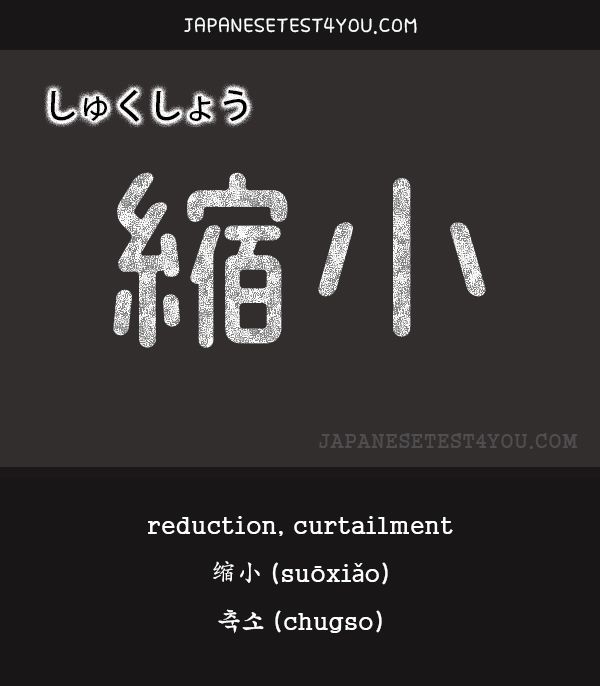 JAPANESETEST4YOU.COM
しゅくしょう
縮小
JAPANESETEST4YOU.COM
reduction, curtailment
缩小 (suōxiǎo)
축소 (chugso)